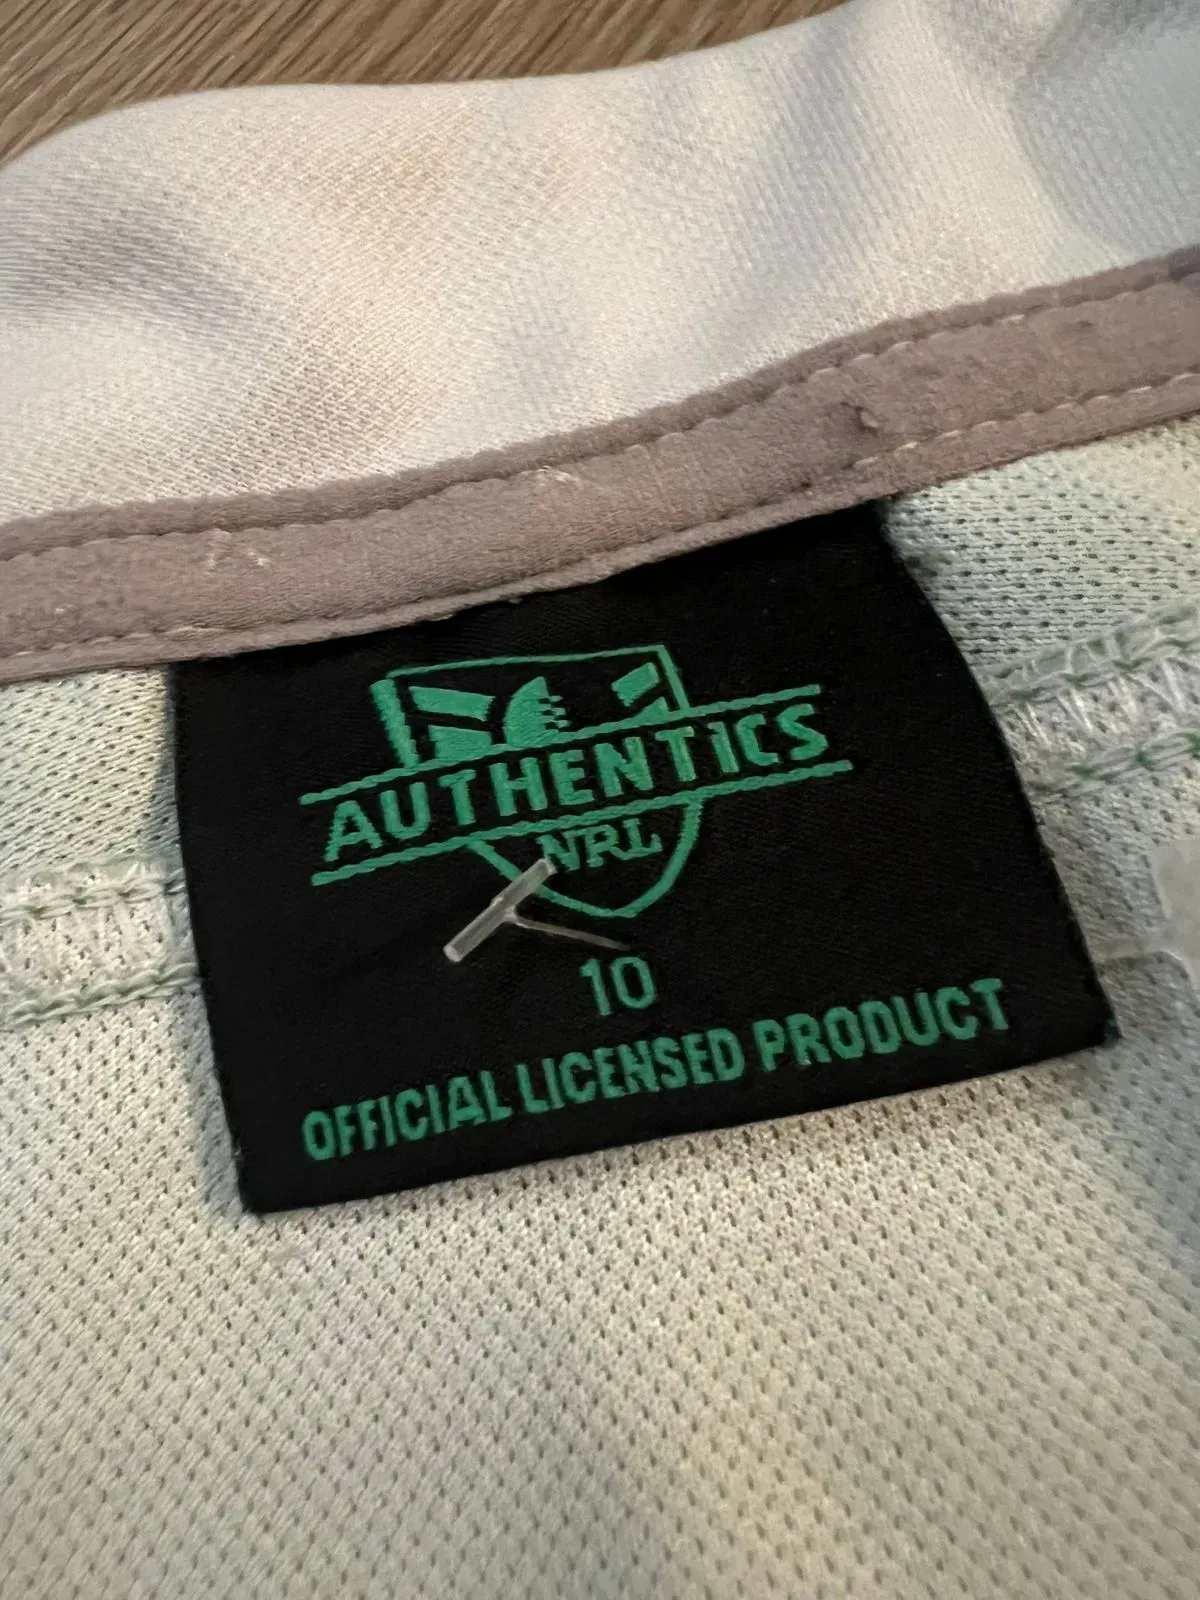 AUTHENTICS
NRL
10
OFFICIAL LICENSED PRODUCT